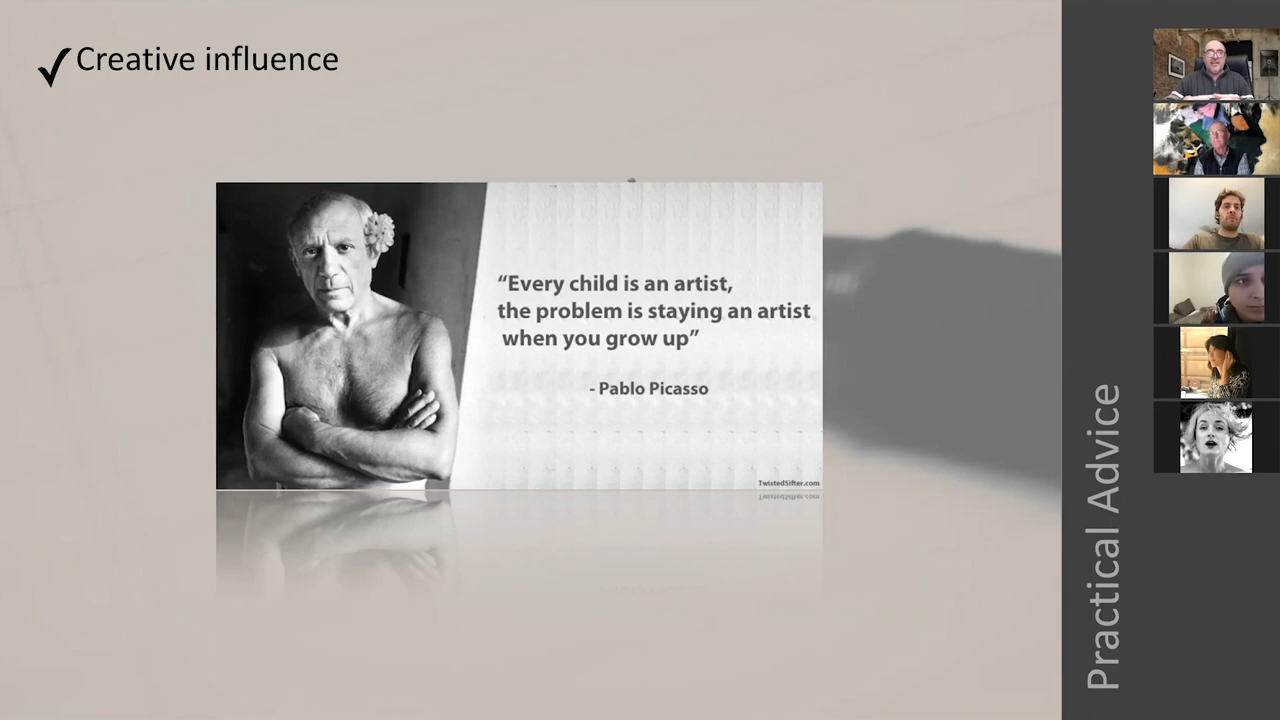 Creative influence
“Every child is an artist,
the problem is staying an artist
when you grow up”
- Pablo Picasso
TwistedSifter.com
Practical Advice